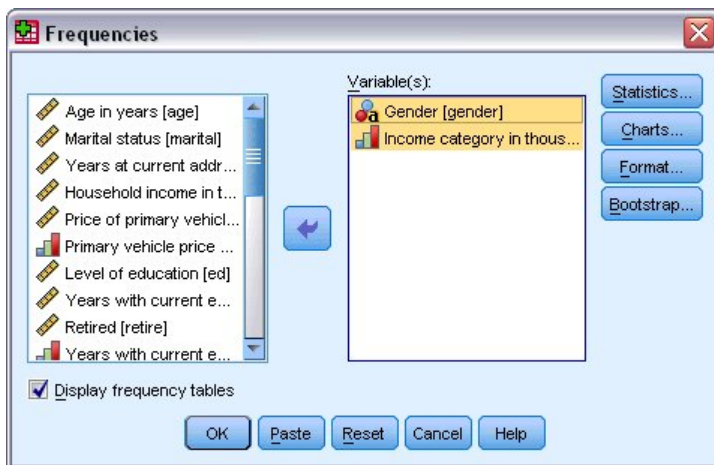 Frequencies
Age in years [age]
Marital status [marital]
Years at current addr...
Household income in t...
Price of primary vehicl...
Primary vehicle price ...
Level of education [ed]
Years with current e...
Retired [retire]
Years with current e...
Display frequency tables
Variable(s):
Gender [gender]
Income category in thous...
Statistics...
Charts...
Format...
Bootstrap...
OK
Paste
Reset
Cancel
Help